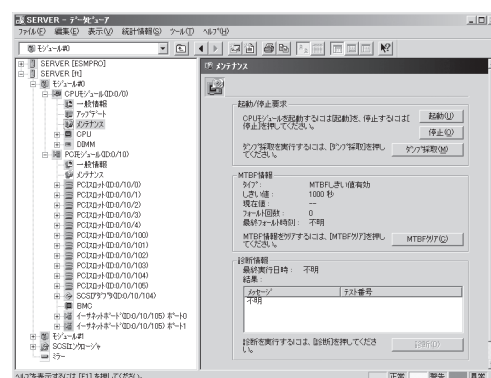 SERVER - データビューア
ファイル(F) 編集(E) 表示(V) 統計情報(S) ツール(T) ヘルプ(H)
モジュール#0
SERVER [ESMPRO]
SERVER [ft]
モジュール#0
CPUモジュール(ID:0/0)
一般情報
アップデート
メンテナンス
CPU
DIMM
PCIモジュール(ID:0/10)
一般情報
メンテナンス
PCIスロット(ID:0/10/0)
PCIスロット(ID:0/10/1)
PCIスロット(ID:0/10/2)
PCIスロット(ID:0/10/3)
PCIスロット(ID:0/10/4)
PCIスロット(ID:0/10/100)
PCIスロット(ID:0/10/101)
PCIスロット(ID:0/10/102)
PCIスロット(ID:0/10/103)
PCIスロット(ID:0/10/104)
PCIスロット(ID:0/10/105)
SCSIアダプタ(ID:0/10/104)
BMC
イーサネットボード(ID:0/10/105) ポート0
イーサネットボード(ID:0/10/105) ポート1
モジュール#1
SCSIエンクロージャ
ミラー
メンテナンス
起動/停止要求
CPUモジュールを起動するには[起動]を、停止するには[
停止]を押してください。
起動(U)
停止(O)
ダンプ採取を実行するには、[ダンプ採取]を押し
てください。
ダンプ採取(M)
MTBF情報
タイプ: MTBFしきい値有効
しきい値: 1000 秒
現在値: --
フォールト回数: 0
最終フォールト時刻: 不明
MTBF情報をクリアするには、[MTBFクリア]を押し
てください。
MTBFクリア(C)
診断情報
最終実行日時: 不明
結果:
メッセージ テスト番号
不明
診断を実行するには、[診断]を押してくださ
い。
診断(D)
ヘルプを表示するには [F1] を押してください。
正常 警告 異常